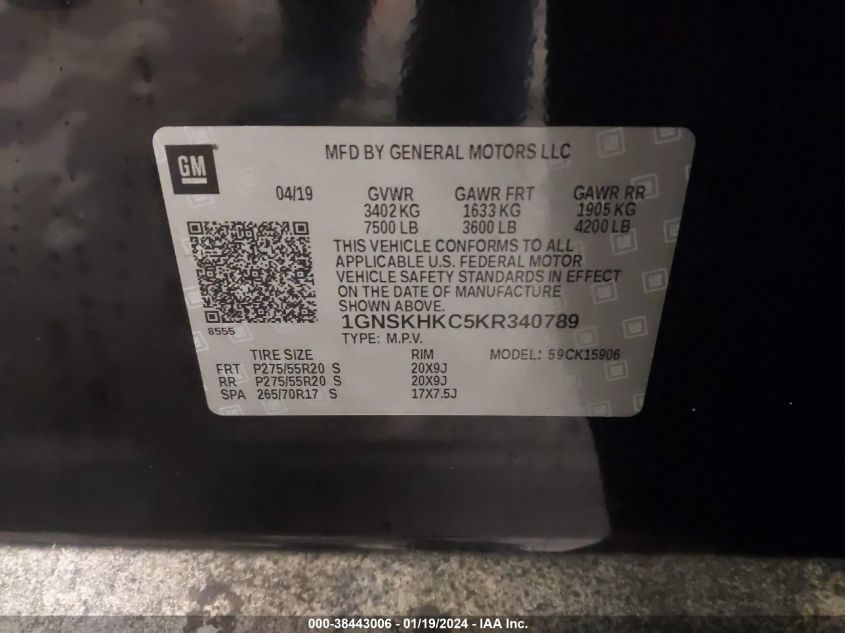 GM
MFD BY GENERAL MOTORS LLC
04/19 GVWR GAWR FRT GAWR RR
3402 KG 1633 KG 1905 KG
7500 LB 3600 LB 4200 LB
THIS VEHICLE CONFORMS TO ALL
APPLICABLE U.S. FEDERAL MOTOR
VEHICLE SAFETY STANDARDS IN EFFECT
ON THE DATE OF MANUFACTURE
SHOWN ABOVE.
8555
1GNSKHKC5KR340789
TYPE: M.P.V.
TIRE SIZE RIM MODEL: 59CK15906
FRT P275/55R20 S 20X9J
RR P275/55R20 S 20X9J
SPA 265/70R17 S 17X7.5J
000-38443006 - 01/19/2024 - IAA Inc.